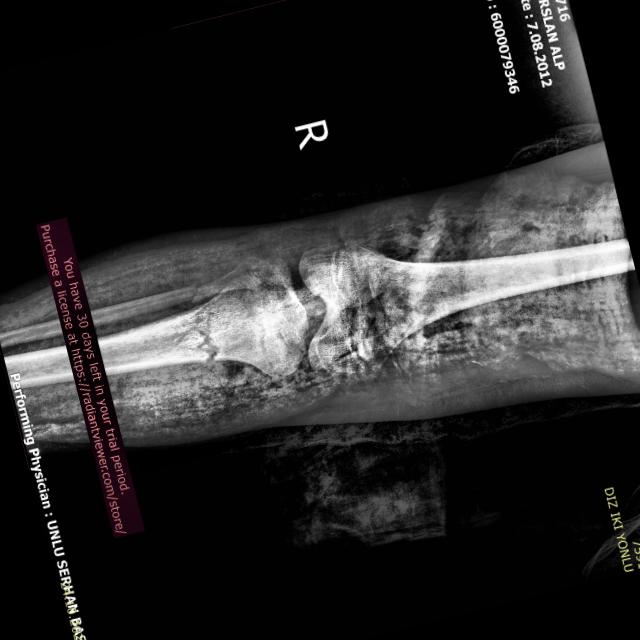 R
716
RSLAN ALP
te : 7.08.2012
: 6000079346
You have 30 days left in your trial period.
Purchase a license at https://radiantviewer.com/store/
Performing Physician : UNLU SERHAN BAS
DIZ IKI YONLU